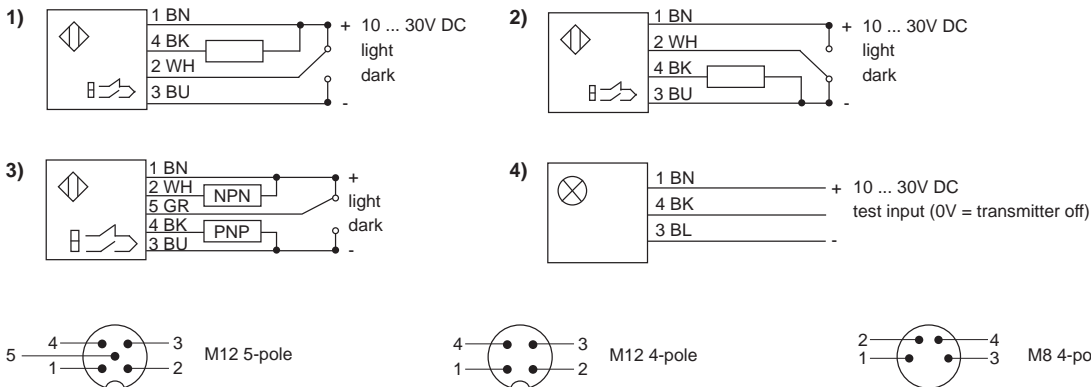 1)
1 BN
4 BK
2 WH
3 BU
+ 10 ... 30V DC
light
dark
-
2)
1 BN
2 WH
4 BK
3 BU
+ 10 ... 30V DC
light
dark
-
3)
1 BN
2 WH NPN
5 GR
4 BK PNP
3 BU
+
light
dark
-
4)
1 BN
4 BK
3 BL
+ 10 ... 30V DC
test input (0V = transmitter off)
-
4 3
5
1 2
M12 5-pole
4 3
1 2
M12 4-pole
2 4
1 3